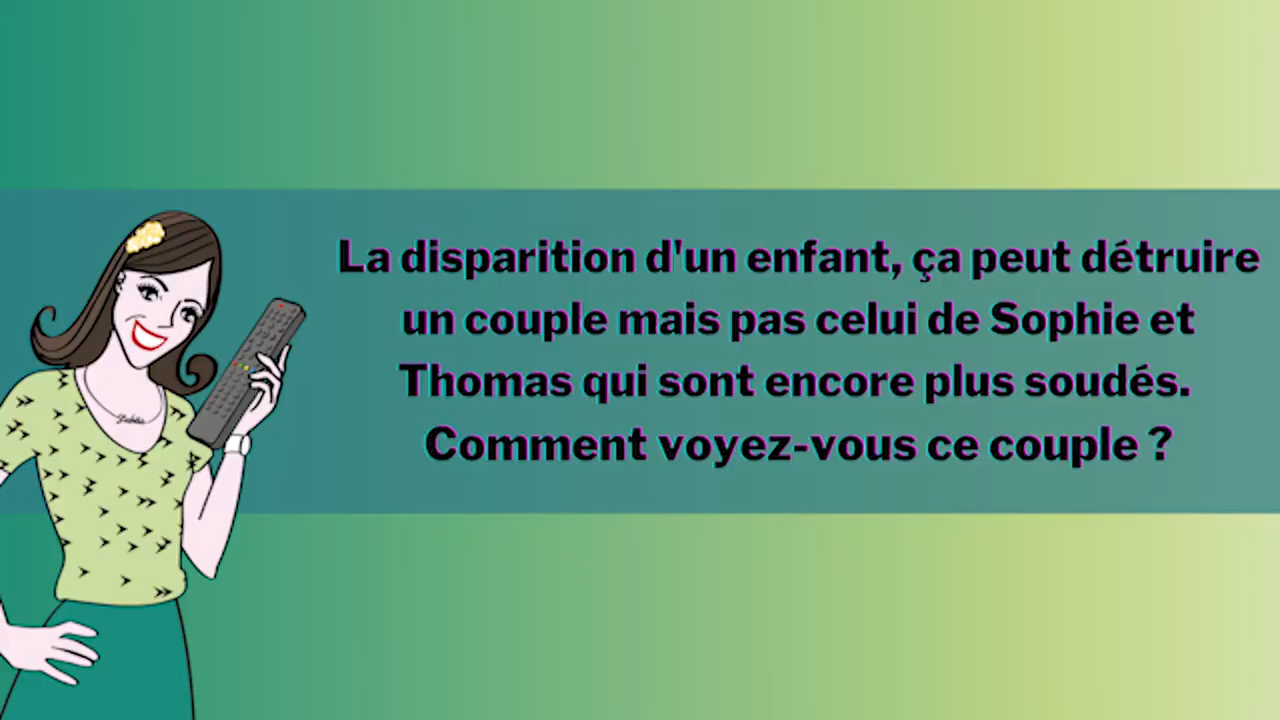 La disparition d'un enfant, ça peut détruire
un couple mais pas celui de Sophie et
Thomas qui sont encore plus soudés.
Comment voyez-vous ce couple ?